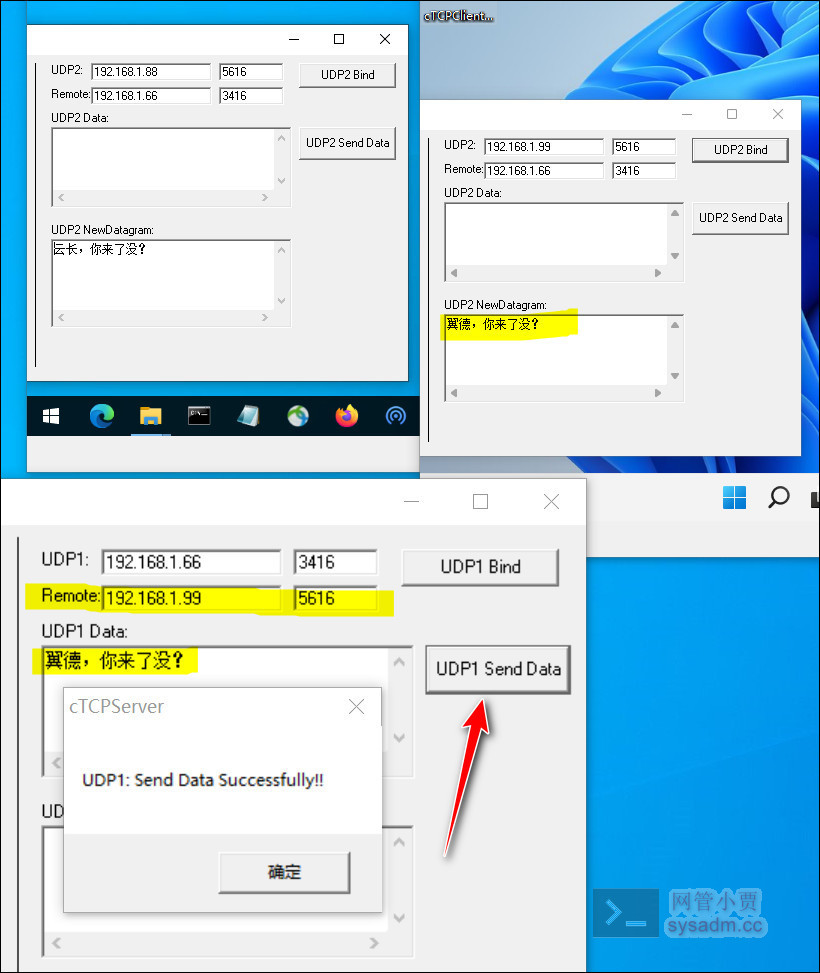 cTCPClient...
UDP2: 192.168.1.88 5616 UDP2 Bind
Remote: 192.168.1.66 3416
UDP2 Data:
UDP2 Send Data
UDP2 NewDatagram:
云长，你来了没？
UDP2: 192.168.1.99 5616 UDP2 Bind
Remote: 192.168.1.66 3416
UDP2 Data:
UDP2 Send Data
UDP2 NewDatagram:
翼德，你来了没？
UDP1: 192.168.1.66 3416 UDP1 Bind
Remote: 192.168.1.99 5616
UDP1 Data:
翼德，你来了没？
UDP1 Send Data
cTCPServer
UDP1: Send Data Successfully!!
UD
确定
网管小贾
sysadm.cc